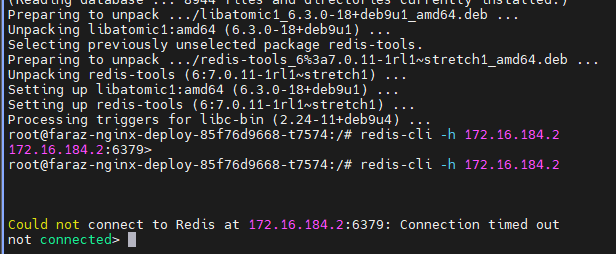 (Reading database ... 8944 files and directories currently installed.)
Preparing to unpack .../libatomic1_6.3.0-18+deb9u1_amd64.deb ...
Unpacking libatomic1:amd64 (6.3.0-18+deb9u1) ...
Selecting previously unselected package redis-tools.
Preparing to unpack .../redis-tools_6%3a7.0.11-1rl1~stretch1_amd64.deb ...
Unpacking redis-tools (6:7.0.11-1rl1~stretch1) ...
Setting up libatomic1:amd64 (6.3.0-18+deb9u1) ...
Setting up redis-tools (6:7.0.11-1rl1~stretch1) ...
Processing triggers for libc-bin (2.24-11+deb9u4) ...
root@faraz-nginx-deploy-85f76d9668-t7574:/# redis-cli -h 172.16.184.2
172.16.184.2:6379>
root@faraz-nginx-deploy-85f76d9668-t7574:/# redis-cli -h 172.16.184.2
Could not connect to Redis at 172.16.184.2:6379: Connection timed out
not connected>